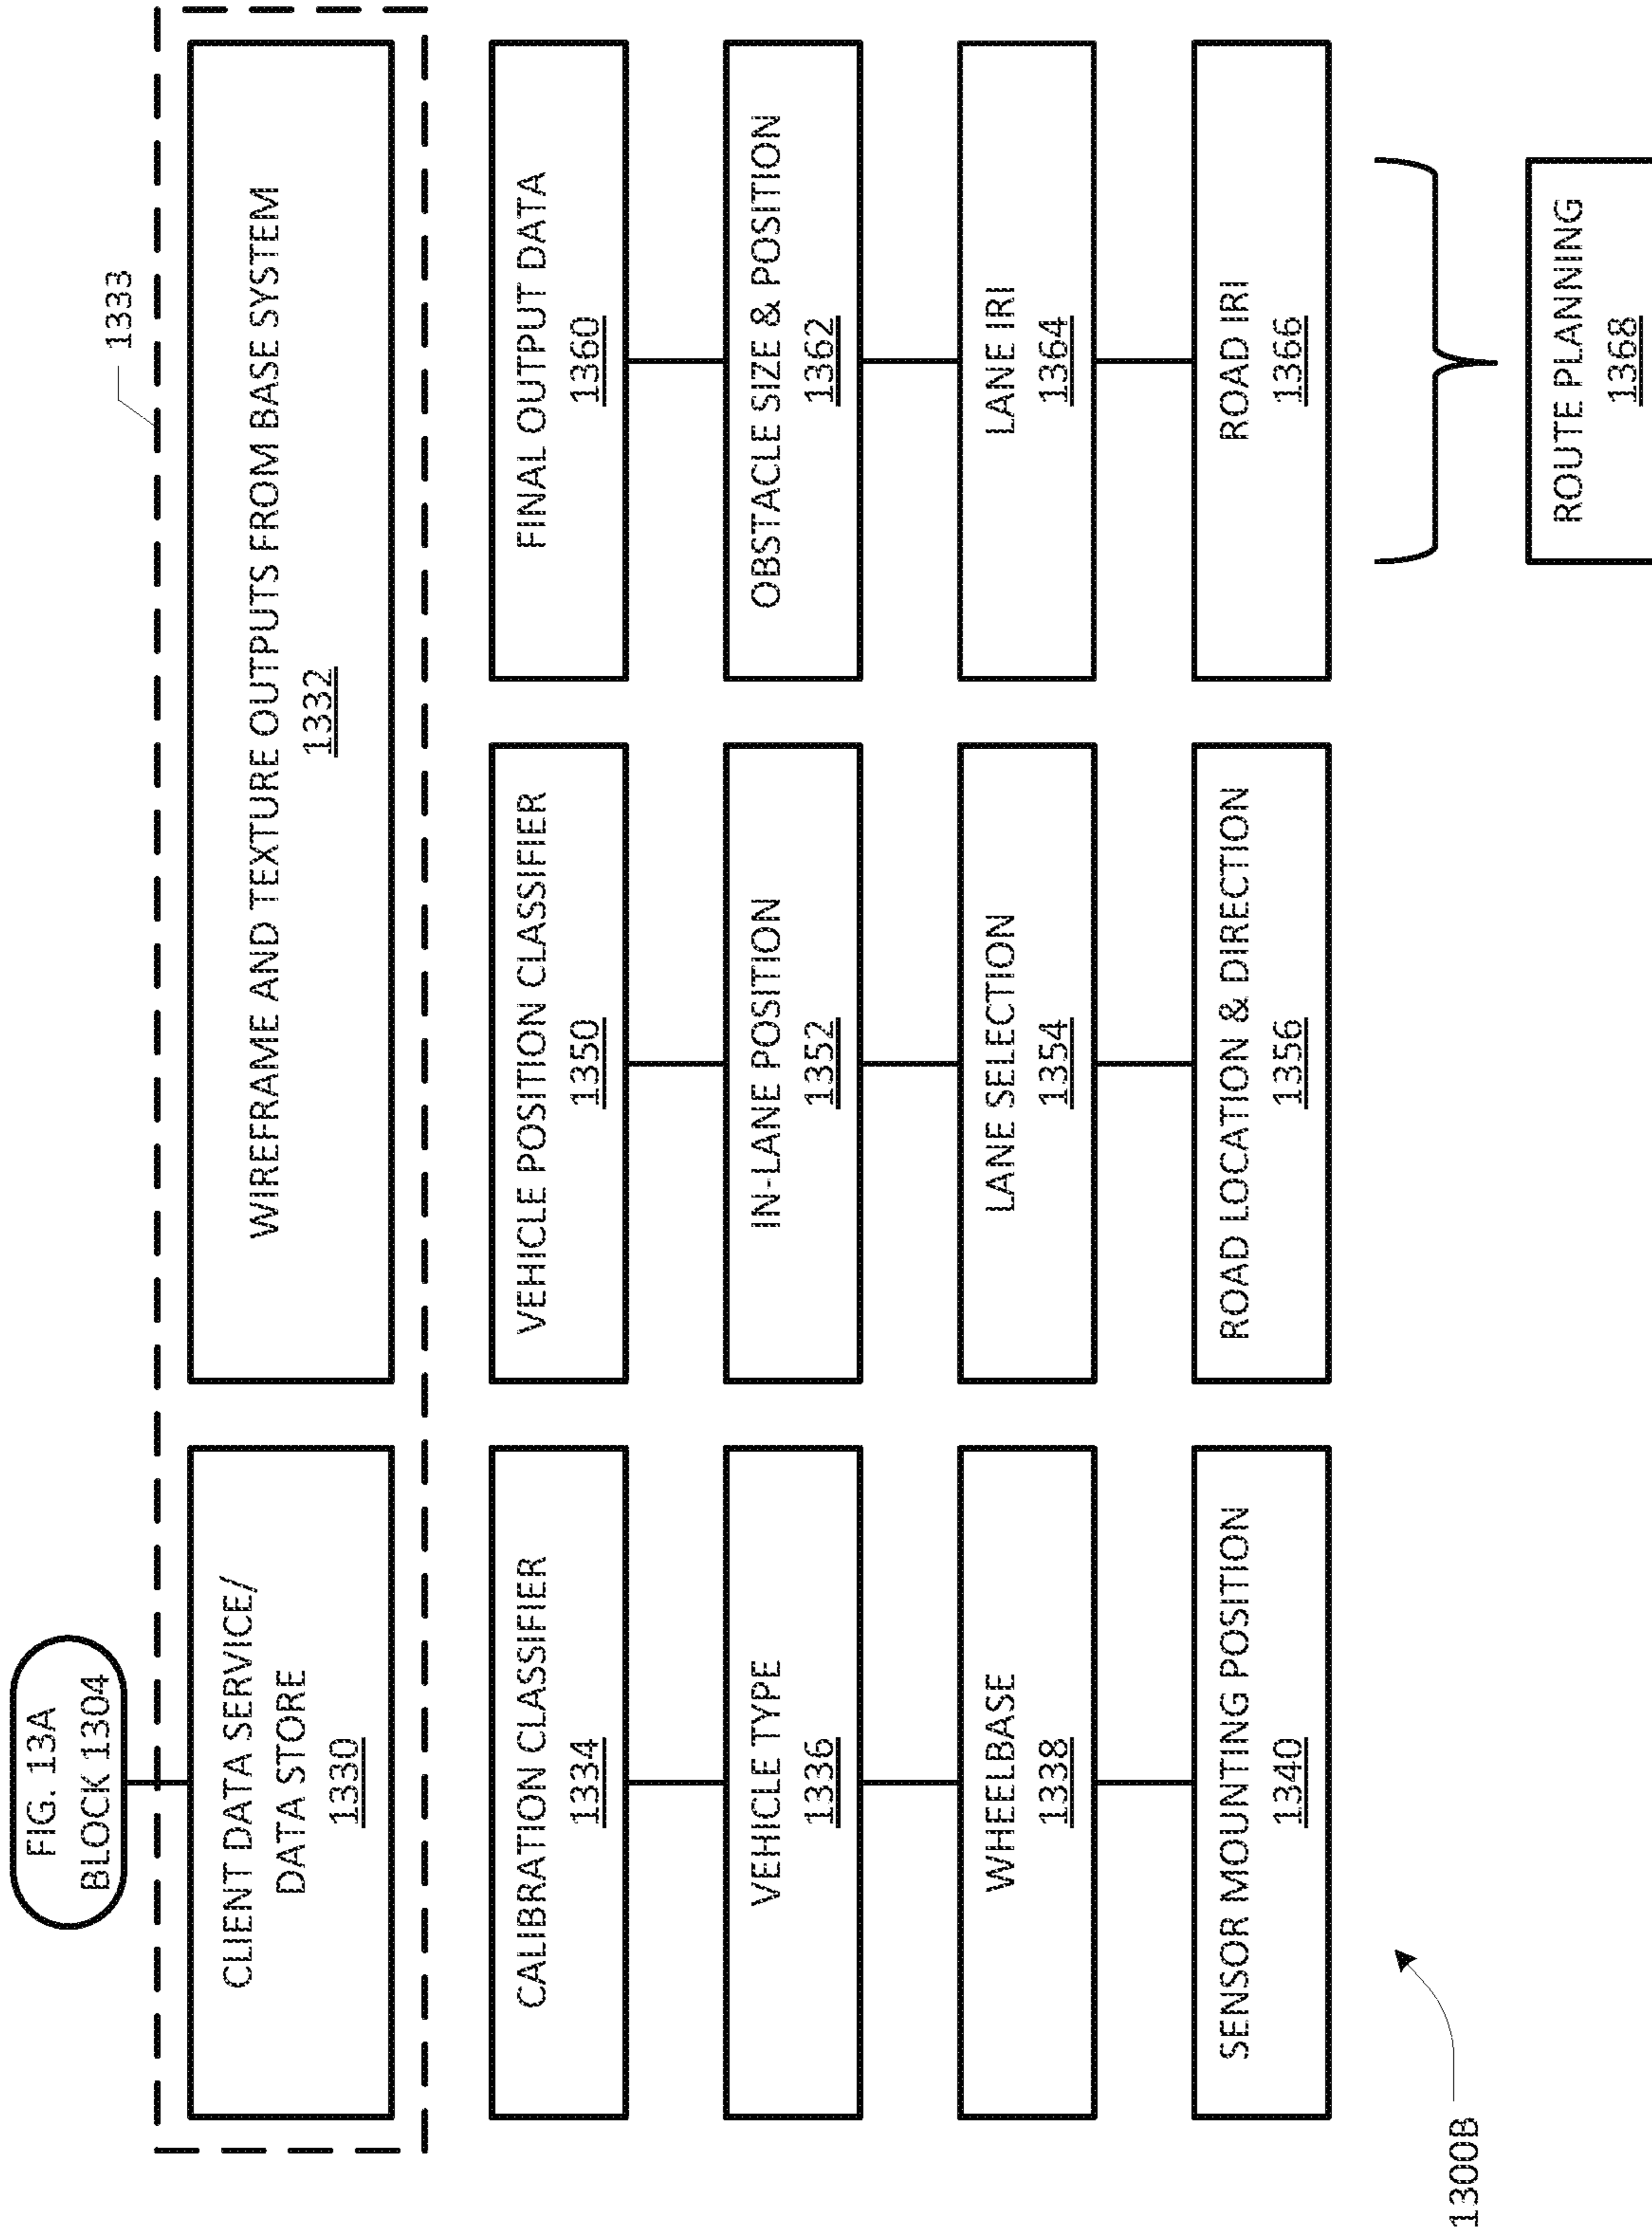 FIG. 13A
BLOCK 1304
1333
CLIENT DATA SERVICE/
DATA STORE
1330
WIREFRAME AND TEXTURE OUTPUTS FROM BASE SYSTEM
1332
CALIBRATION CLASSIFIER
1334
VEHICLE TYPE
1336
WHEELBASE
1338
SENSOR MOUNTING POSITION
1340
VEHICLE POSITION CLASSIFIER
1350
IN-LANE POSITION
1352
LANE SELECTION
1354
ROAD LOCATION & DIRECTION
1356
FINAL OUTPUT DATA
1360
OBSTACLE SIZE & POSITION
1362
LANE IRI
1364
ROAD IRI
1366
ROUTE PLANNING
1368
1300B